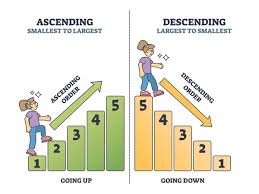 ASCENDING
SMALLEST TO LARGEST
ASCENDING
ORDER
1
2
3
4
5
GOING UP
DESCENDING
LARGEST TO SMALLEST
DESCENDING
ORDER
5
4
3
2
1
GOING DOWN